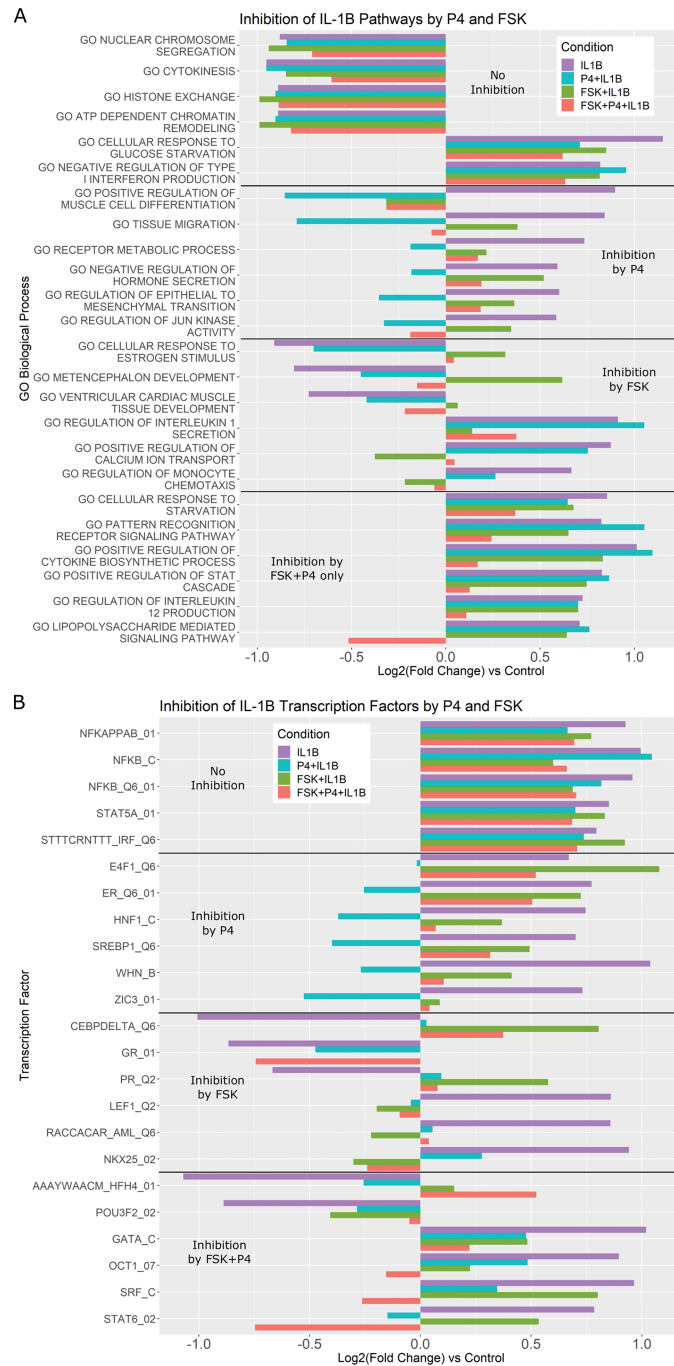 A
Inhibition of IL-1B Pathways by P4 and FSK
GO Biological Process
GO NUCLEAR CHROMOSOME
SEGREGATION
GO CYTOKINESIS
GO HISTONE EXCHANGE
GO ATP DEPENDENT CHROMATIN
REMODELING
GO CELLULAR RESPONSE TO
GLUCOSE STARVATION
GO NEGATIVE REGULATION OF TYPE
I INTERFERON PRODUCTION
GO POSITIVE REGULATION OF
MUSCLE CELL DIFFERENTIATION
GO TISSUE MIGRATION
GO RECEPTOR METABOLIC PROCESS
GO NEGATIVE REGULATION OF
HORMONE SECRETION
GO REGULATION OF EPITHELIAL TO
MESENCHYMAL TRANSITION
GO REGULATION OF JUN KINASE
ACTIVITY
GO CELLULAR RESPONSE TO
ESTROGEN STIMULUS
GO METENCEPHALON DEVELOPMENT
GO VENTRICULAR CARDIAC MUSCLE
TISSUE DEVELOPMENT
GO REGULATION OF INTERLEUKIN 1
SECRETION
GO POSITIVE REGULATION OF
CALCIUM ION TRANSPORT
GO REGULATION OF MONOCYTE
CHEMOTAXIS
GO CELLULAR RESPONSE TO
STARVATION
GO PATTERN RECOGNITION
RECEPTOR SIGNALING PATHWAY
GO POSITIVE REGULATION OF
CYTOKINE BIOSYNTHETIC PROCESS
GO POSITIVE REGULATION OF STAT
CASCADE
GO REGULATION OF INTERLEUKIN
12 PRODUCTION
GO LIPOPOLYSACCHARIDE MEDIATED
SIGNALING PATHWAY
Condition
IL1B
P4+IL1B
FSK+IL1B
FSK+P4+IL1B
No
Inhibition
Inhibition
by P4
Inhibition
by FSK
Inhibition by
FSK+P4 only
-1.0 -0.5 0.0 0.5 1.0
Log2(Fold Change) vs Control
B
Inhibition of IL-1B Transcription Factors by P4 and FSK
Transcription Factor
NFKAPPAB_01
NFKB_C
NFKB_Q6_01
STAT5A_01
STTTCRNTTT_IRF_Q6
E4F1_Q6
ER_Q6_01
HNF1_C
SREBP1_Q6
WHN_B
ZIC3_01
CEBPDELTA_Q6
GR_01
PR_Q2
LEF1_Q2
RACCACAR_AML_Q6
NKX25_02
AAAYWAACM_HFH4_01
POU3F2_02
GATA_C
OCT1_07
SRF_C
STAT6_02
Condition
IL1B
P4+IL1B
FSK+IL1B
FSK+P4+IL1B
No
Inhibition
Inhibition
by P4
Inhibition
by FSK
Inhibition
by FSK+P4
-1.0 -0.5 0.0 0.5 1.0
Log2(Fold Change) vs Control